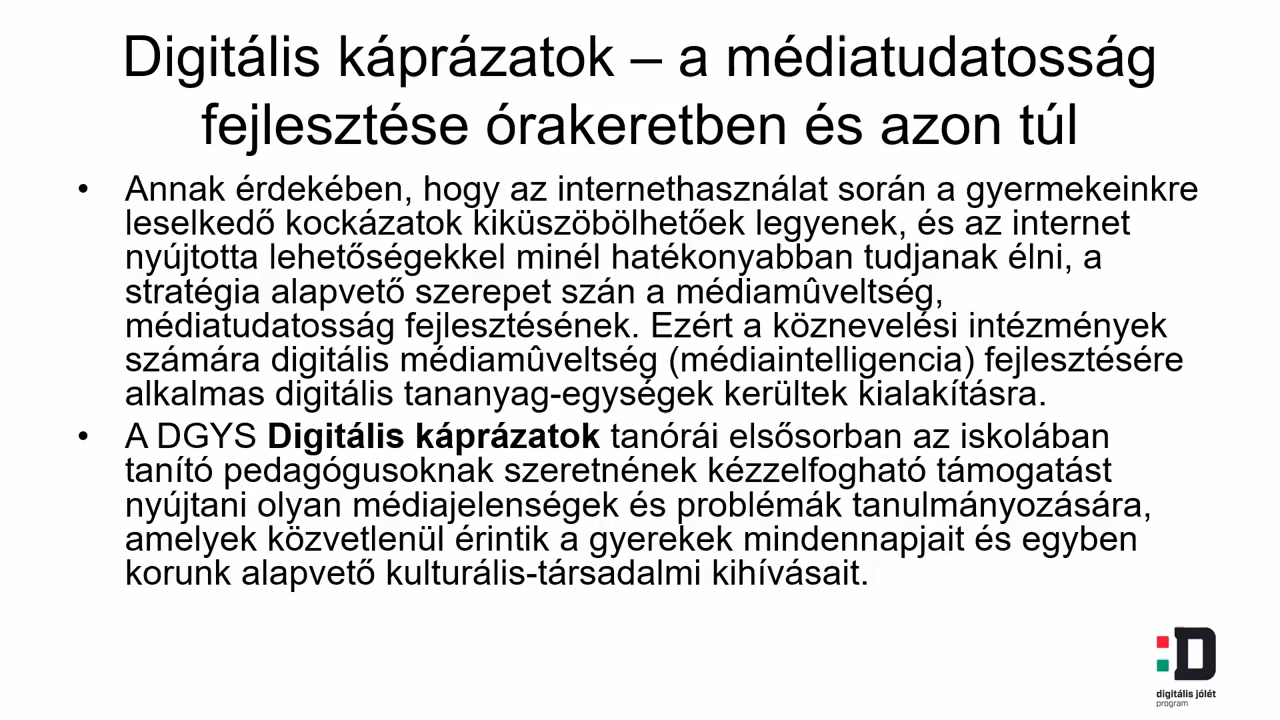 Digitális káprázatok – a médiatudatosság
fejlesztése órakeretben és azon túl
• Annak érdekében, hogy az internethasználat során a gyermekeinkre
leselkedő kockázatok kiküszöbölhetőek legyenek, és az internet
nyújtotta lehetőségekkel minél hatékonyabban tudjanak élni, a
stratégia alapvető szerepet szán a médiamûveltség,
médiatudatosság fejlesztésének. Ezért a köznevelési intézmények
számára digitális médiamûveltség (médiaintelligencia) fejlesztésére
alkalmas digitális tananyag-egységek kerültek kialakításra.
• A DGYS Digitális káprázatok tanórái elsősorban az iskolában
tanító pedagógusoknak szeretnének kézzelfogható támogatást
nyújtani olyan médiajelenségek és problémák tanulmányozására,
amelyek közvetlenül érintik a gyerekek mindennapjait és egyben
korunk alapvető kulturális-társadalmi kihívásait.
:D
digitális jólét
program